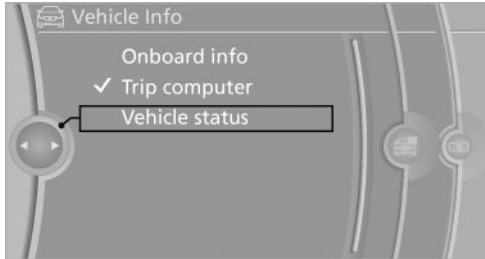 Vehicle Info
Onboard info
Trip computer
Vehicle status